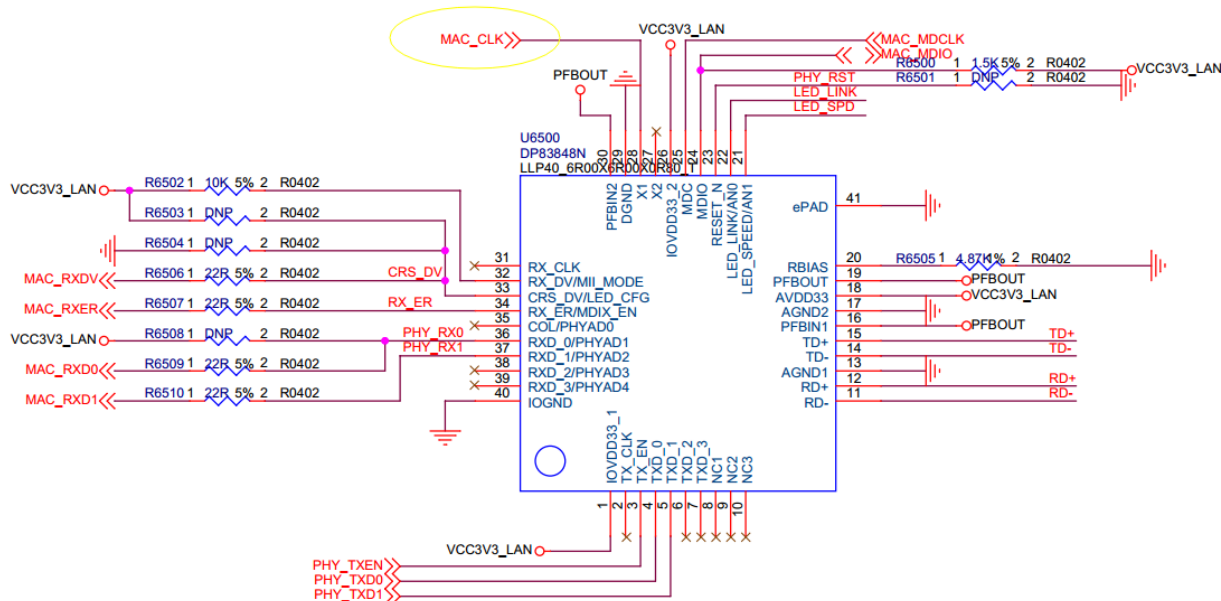 MAC_CLK
VCC3V3_LAN
MAC_MDCLK
MAC_MDIO
R6500 1 1.5K 5% 2 R0402
VCC3V3_LAN
PFBOUT
PHY_RST R6501 1 DNP 2 R0402
LED_LINK
LED_SPD
U6500
DP83848N
LLP40_6R00X6R00X0R80_T
30 29 28 27 26 25 24 23 22 21
PFBIN2
DGND
X1
X2
IOVDD33_2
MDC
MDIO
RESET_N
LED_LINK/AN0
LED_SPEED/AN1
VCC3V3_LAN R6502 1 10K 5% 2 R0402
R6503 1 DNP 2 R0402
R6504 1 DNP 2 R0402
MAC_RXDV R6506 1 22R 5% 2 R0402 CRS_DV
MAC_RXER R6507 1 22R 5% 2 R0402 RX_ER
VCC3V3_LAN R6508 1 DNP 2 R0402 PHY_RX0
PHY_RX1
MAC_RXD0 R6509 1 22R 5% 2 R0402
MAC_RXD1 R6510 1 22R 5% 2 R0402
31 RX_CLK
32 RX_DV/MII_MODE
33 CRS_DV/LED_CFG
34 RX_ER/MDIX_EN
35 COL/PHYAD0
36 RXD_0/PHYAD1
37 RXD_1/PHYAD2
38 RXD_2/PHYAD3
39 RXD_3/PHYAD4
40 IOGND
ePAD 41
RBIAS 20 R6505 1 4.87K 1% 2 R0402
PFBOUT 19 PFBOUT
AVDD33 18 VCC3V3_LAN
AGND2 17
PFBIN1 16 PFBOUT
TD+ 15 TD+
TD- 14 TD-
AGND1 13
RD+ 12 RD+
RD- 11 RD-
IOVDD33_1
TX_CLK
TX_EN
TXD_0
TXD_1
TXD_2
TXD_3
NC1
NC2
NC3
1 2 3 4 5 6 7 8 9 10
VCC3V3_LAN
PHY_TXEN
PHY_TXD0
PHY_TXD1